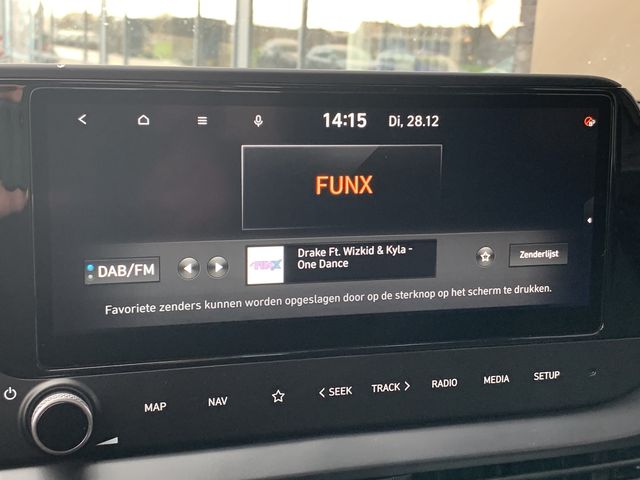 14:15 Di, 28.12
FUNX
DAB/FM
FUNX
Drake Ft. Wizkid & Kyla -
One Dance
Zenderlijst
Favoriete zenders kunnen worden opgeslagen door op de sterknop op het scherm te drukken.
MAP NAV < SEEK TRACK > RADIO MEDIA SETUP